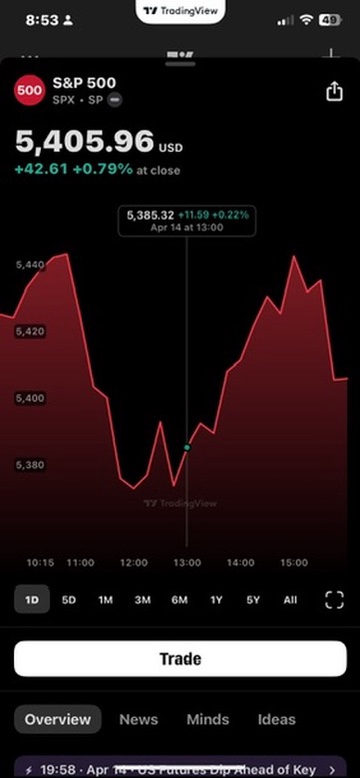 TradingView
8:53
49
500
S&P 500
SPX • SP
5,405.96 USD
+42.61 +0.79% at close
5,385.32 +11.59 +0.22%
Apr 14 at 13:00
5,440
5,420
5,400
5,380
TradingView
10:15 11:00 12:00 13:00 14:00 15:00
1D 5D 1M 3M 6M 1Y 5Y All
Trade
Overview News Minds Ideas
19:58 · Apr 14 · US Futures Dip Ahead of Key